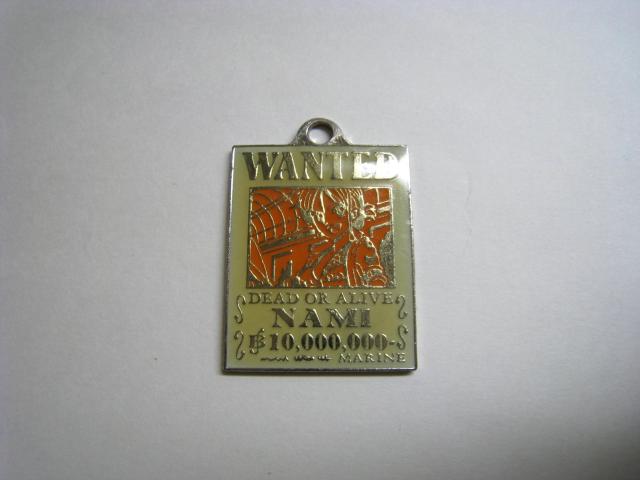 WANTED
DEAD OR ALIVE
NAMI
฿10,000,000-
MARINE